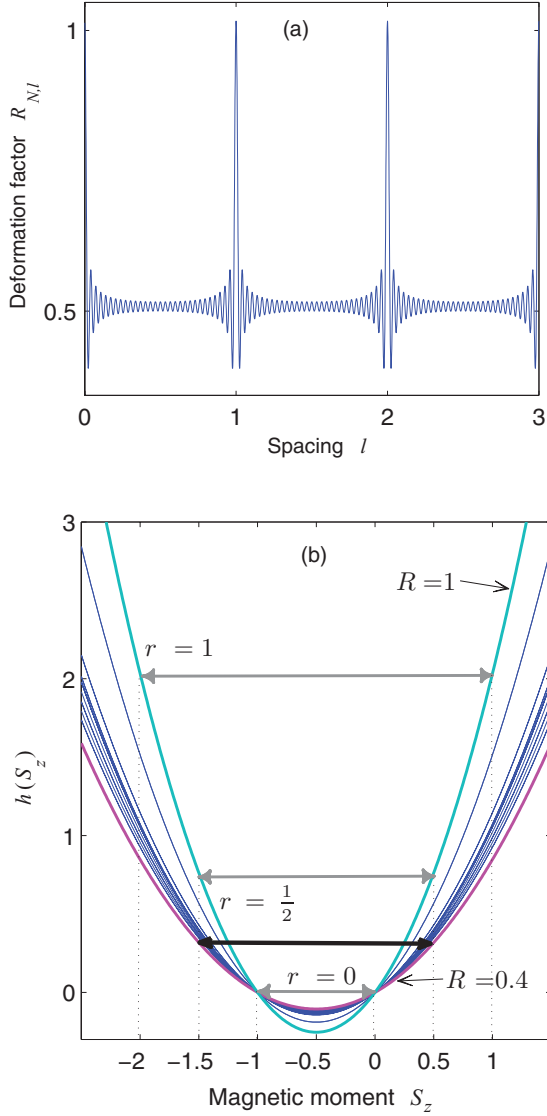 (a)
1
0.5
Deformation factor R_{N,l}
0 1 2 3
Spacing l
(b)
3
2
1
0
h(S_z)
R =1
r = 1
r = 1/2
r = 0
R =0.4
−2 −1.5 −1 −0.5 0 0.5 1
Magnetic moment S_z